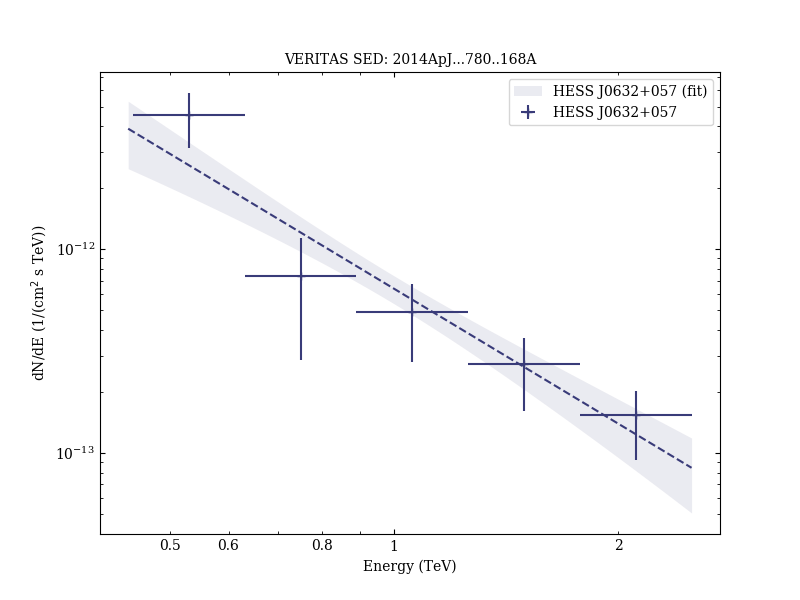 VERITAS SED: 2014ApJ...780..168A
HESS J0632+057 (fit)
HESS J0632+057
dN/dE (1/(cm² s TeV))
10⁻¹²
10⁻¹³
0.5 0.6 0.8 1 2
Energy (TeV)